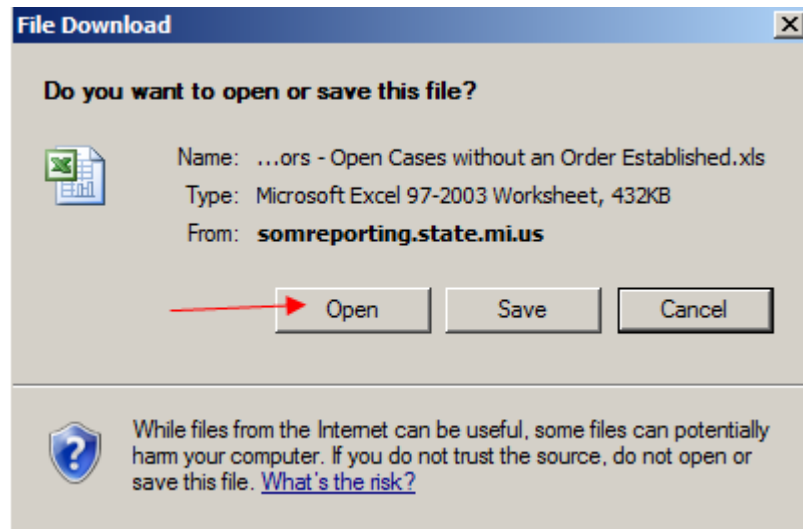 File Download
Do you want to open or save this file?
Name: ...ors - Open Cases without an Order Established.xls
Type: Microsoft Excel 97-2003 Worksheet, 432KB
From: somreporting.state.mi.us
Open Save Cancel
While files from the Internet can be useful, some files can potentially
harm your computer. If you do not trust the source, do not open or
save this file. What's the risk?